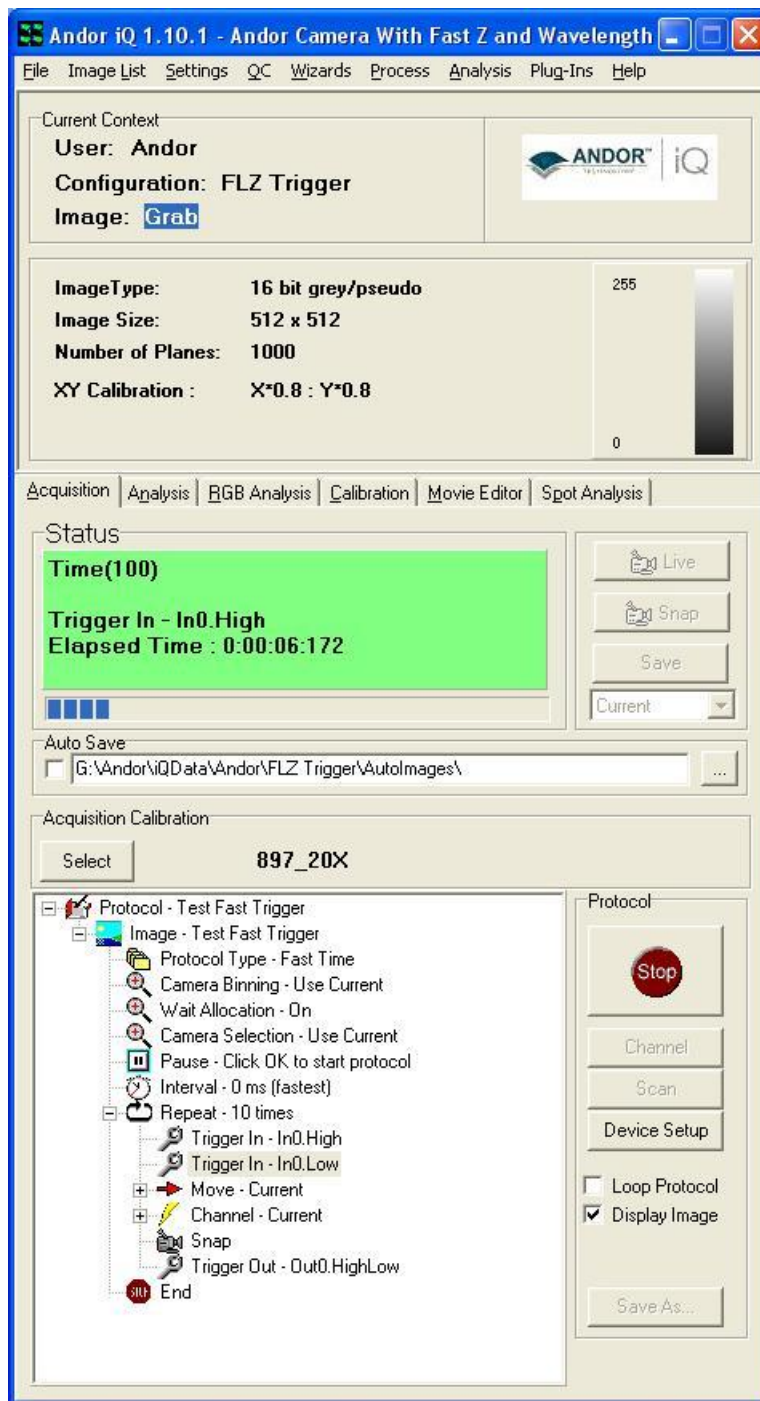 Andor iQ 1.10.1 - Andor Camera With Fast Z and Wavelength
File Image List Settings QC Wizards Process Analysis Plug-Ins Help
Current Context
User: Andor
Configuration: FLZ Trigger
Image: Grab
ANDOR™ iQ
ImageType: 16 bit grey/pseudo
Image Size: 512 x 512
Number of Planes: 1000
XY Calibration : X*0.8 : Y*0.8
255
0
Acquisition Analysis RGB Analysis Calibration Movie Editor Spot Analysis
Status
Time(100)
Trigger In - In0.High
Elapsed Time : 0:00:06:172
Live
Snap
Save
Current
Auto Save
G:\Andor\iQData\Andor\FLZ Trigger\AutoImages\
...
Acquisition Calibration
Select 897_20X
Protocol - Test Fast Trigger
Image - Test Fast Trigger
Protocol Type - Fast Time
Camera Binning - Use Current
Wait Allocation - On
Camera Selection - Use Current
Pause - Click OK to start protocol
Interval - 0 ms (fastest)
Repeat - 10 times
Trigger In - In0.High
Trigger In - In0.Low
Move - Current
Channel - Current
Snap
Trigger Out - Out0.HighLow
End
Protocol
Stop
Channel
Scan
Device Setup
Loop Protocol
Display Image
Save As...